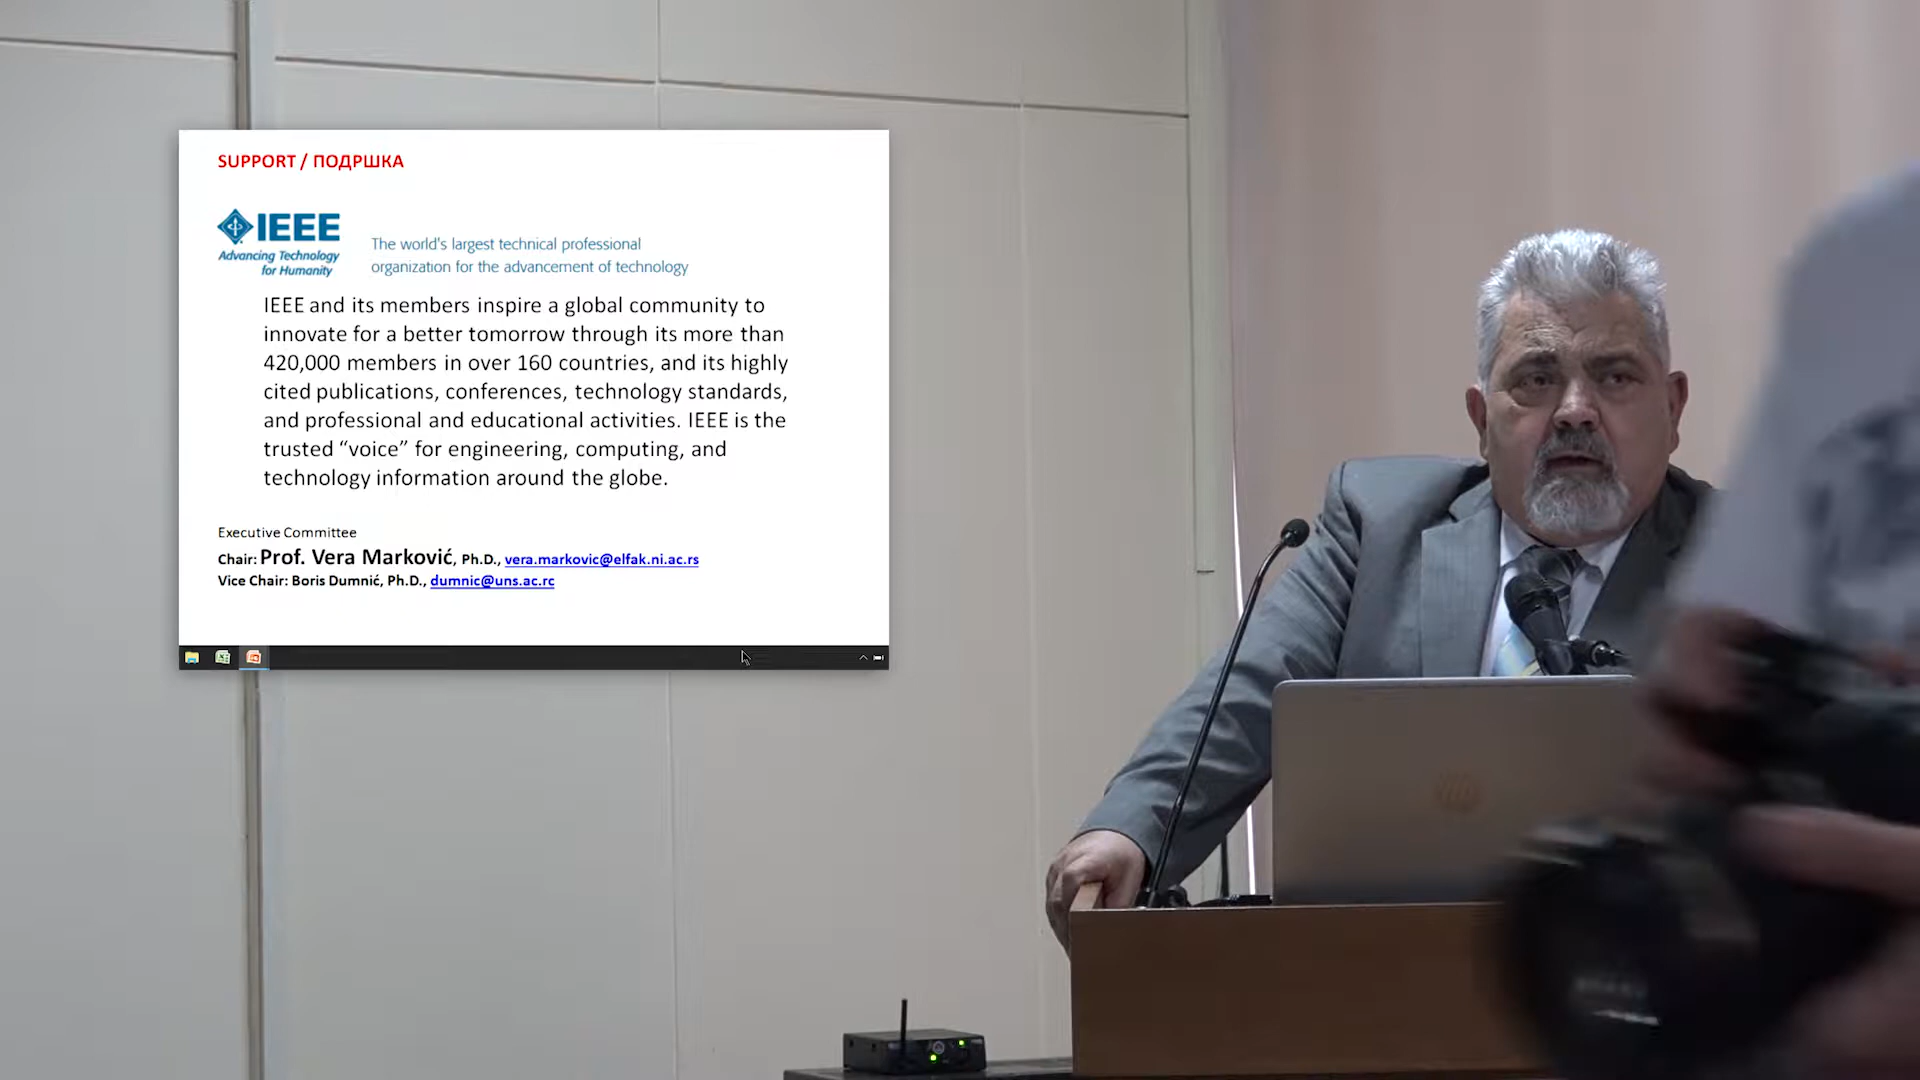 SUPPORT / ПОДРШКА
IEEE
Advancing Technology
for Humanity
The world's largest technical professional
organization for the advancement of technology
IEEE and its members inspire a global community to
innovate for a better tomorrow through its more than
420,000 members in over 160 countries, and its highly
cited publications, conferences, technology standards,
and professional and educational activities. IEEE is the
trusted “voice” for engineering, computing, and
technology information around the globe.
Executive Committee
Chair: Prof. Vera Marković, Ph.D., vera.markovic@elfak.ni.ac.rs
Vice Chair: Boris Dumnić, Ph.D., dumnic@uns.ac.rc
hp